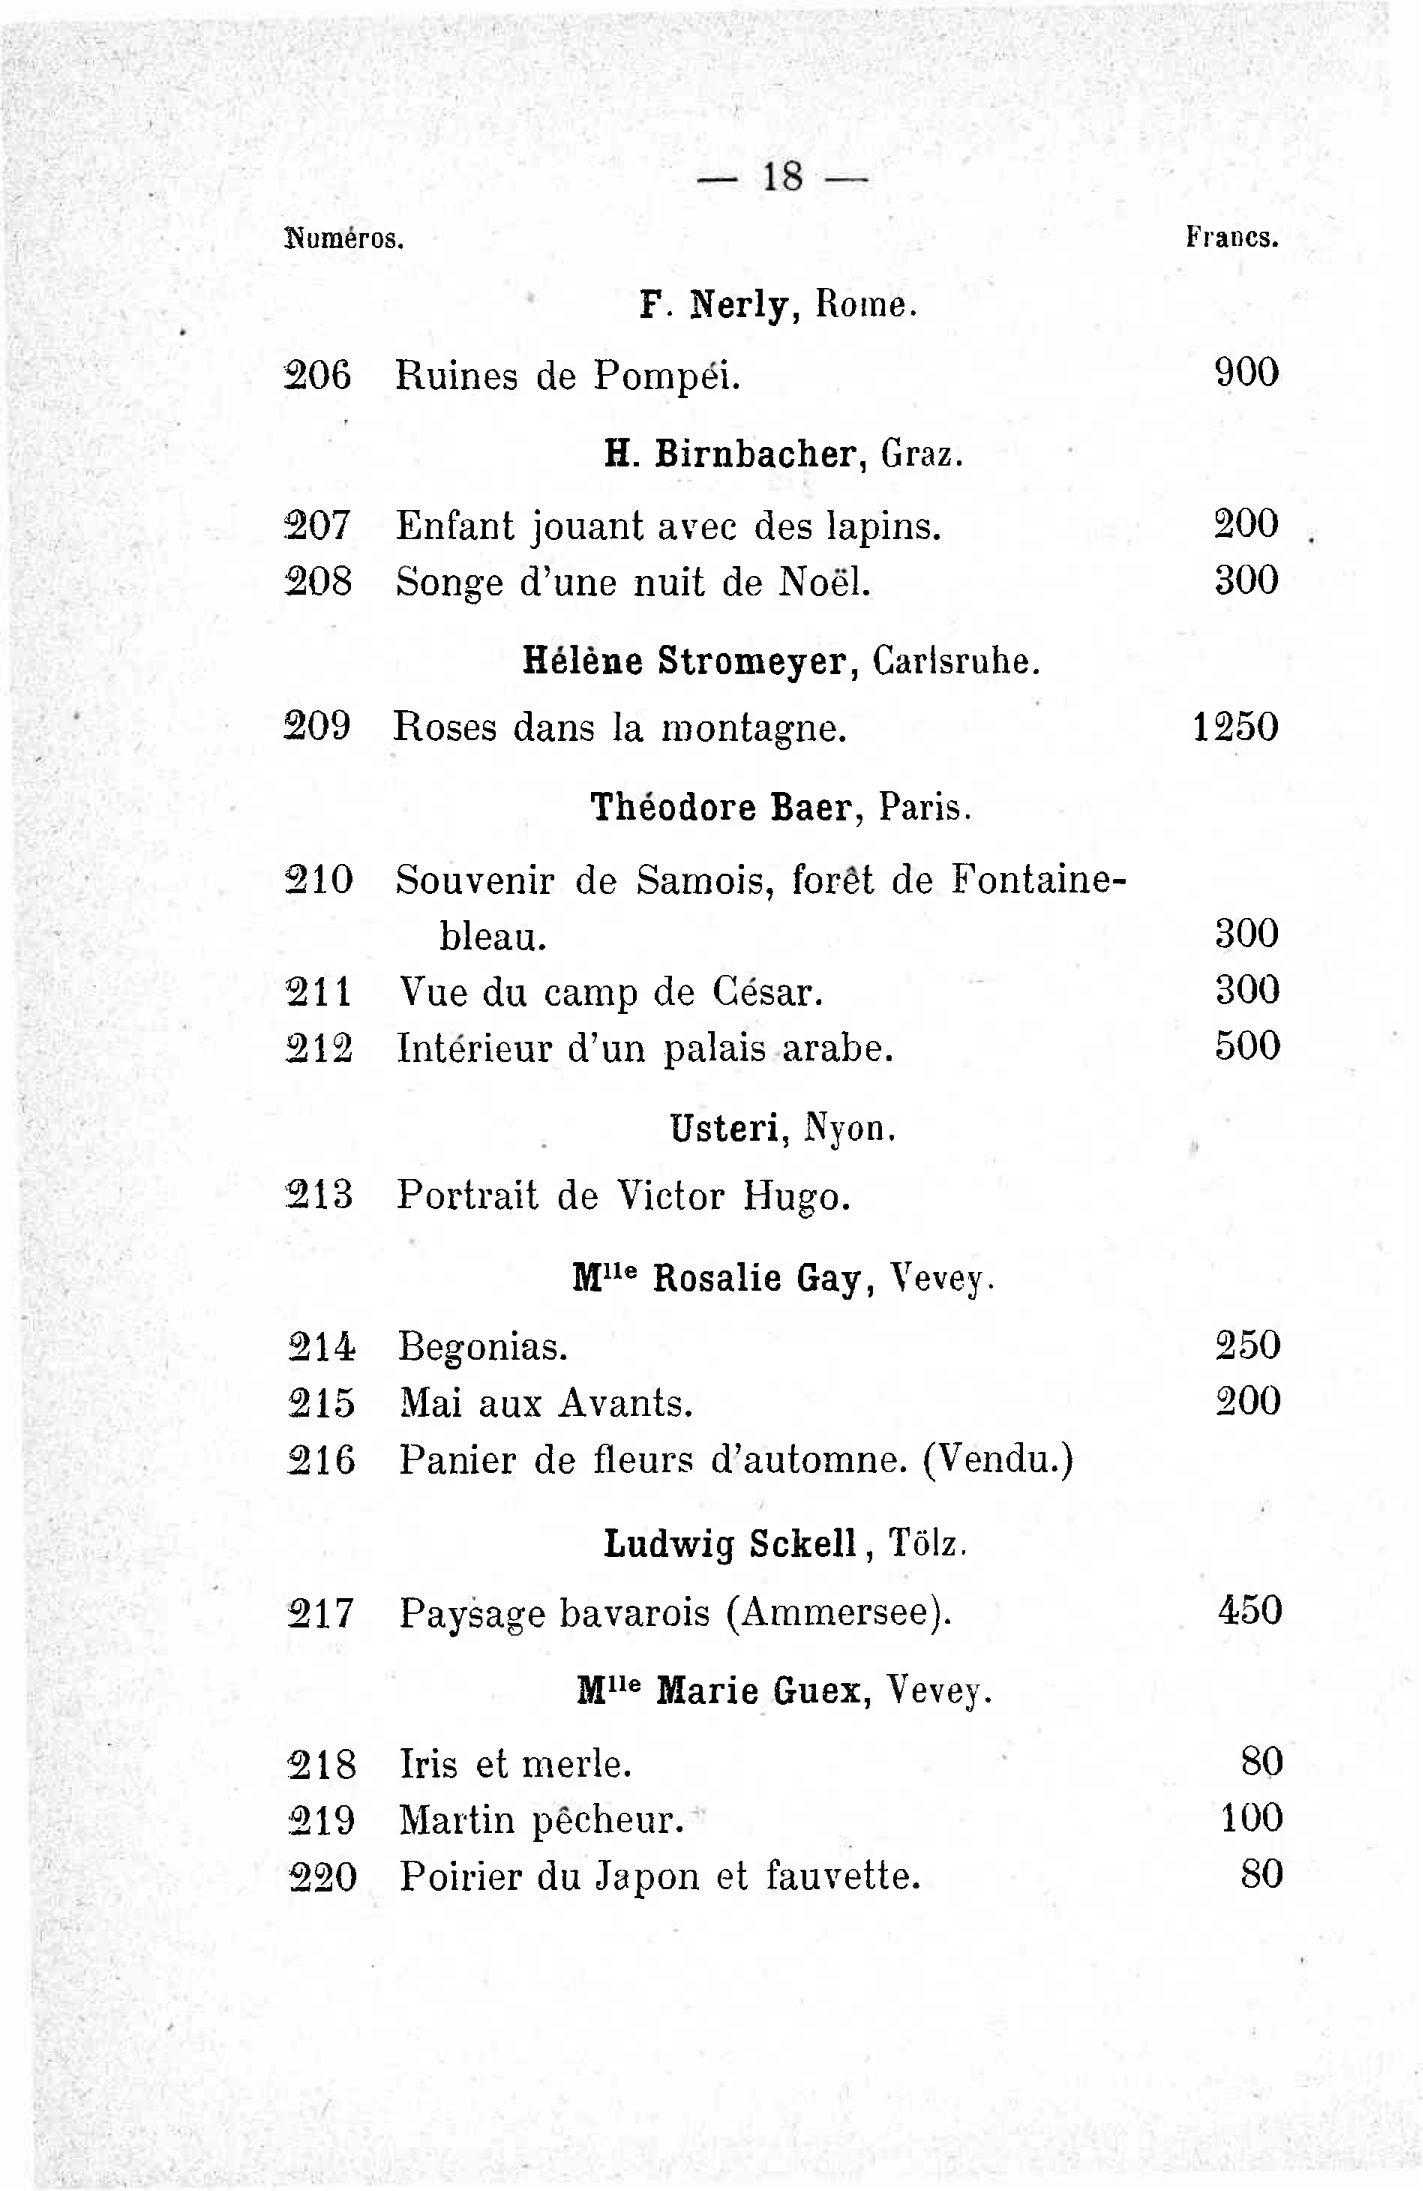 — 18 —
Numéros. Francs.
F. Nerly, Rome.
206 Ruines de Pompéi. 900
H. Birnbacher, Graz.
207 Enfant jouant avec des lapins. 200
208 Songe d'une nuit de Noël. 300
Hélène Stromeyer, Carlsruhe.
209 Roses dans la montagne. 1250
Théodore Baer, Paris.
210 Souvenir de Samois, forêt de Fontaine-
bleau. 300
211 Vue du camp de César. 300
212 Intérieur d'un palais arabe. 500
Usteri, Nyon.
213 Portrait de Victor Hugo.
Mlle Rosalie Gay, Vevey.
214 Begonias. 250
215 Mai aux Avants. 200
216 Panier de fleurs d'automne. (Vendu.)
Ludwig Sckell, Tölz.
217 Paysage bavarois (Ammersee). 450
Mlle Marie Guex, Vevey.
218 Iris et merle. 80
219 Martin pêcheur. 100
220 Poirier du Japon et fauvette. 80